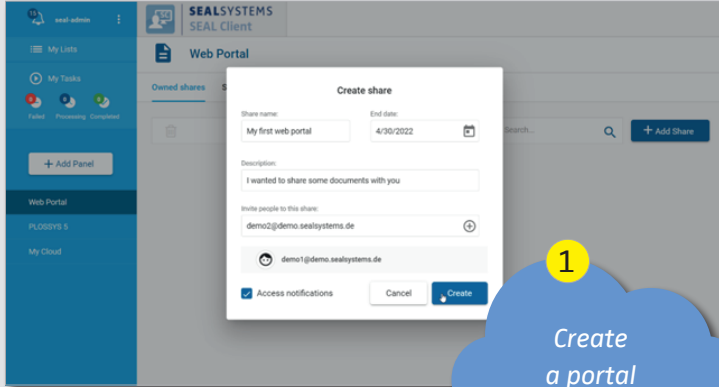 15
seal-admin
SEALSYSTEMS
SEAL Client
My Lists
Web Portal
My Tasks
Owned shares S
Failed Processing Completed
Add Panel
Web Portal
PLOSSYS 5
My Cloud
Create share
Share name:
End date:
My first web portal
4/30/2022
Search...
Add Share
Description:
I wanted to share some documents with you
Invite people to this share:
demo2@demo.sealsystems.de
demo1@demo.sealsystems.de
Access notifications
Cancel
Create
1
Create
a portal